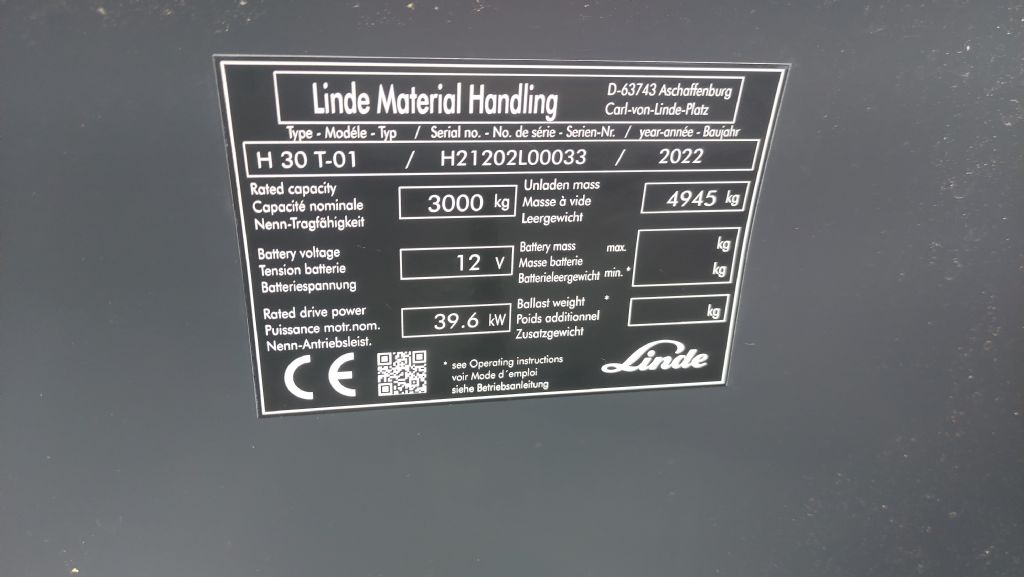 Linde Material Handling
D-63743 Aschaffenburg
Carl-von-Linde-Platz
Type - Modéle - Typ / Serial no. - No. de série - Serien-Nr. / year-année - Baujahr
H 30 T-01 / H21202L00033 / 2022
Rated capacity
Capacité nominale
Nenn-Tragfähigkeit
3000 kg
Unladen mass
Masse à vide
Leergewicht
4945 kg
Battery voltage
Tension batterie
Batteriespannung
12 V
Battery mass max. kg
Masse batterie
Batterieleergewicht min. * kg
Rated drive power
Puissance motr.nom.
Nenn-Antriebsleist.
39.6 kW
Ballast weight *
Poids additionnel
Zusatzgewicht
kg
CE
* see Operating instructions
voir Mode d´emploi
siehe Betriebsanleitung
Linde